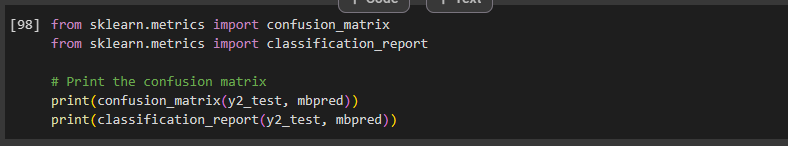 + Code + Text
[98] from sklearn.metrics import confusion_matrix
from sklearn.metrics import classification_report
# Print the confusion matrix
print(confusion_matrix(y2_test, mbpred))
print(classification_report(y2_test, mbpred))